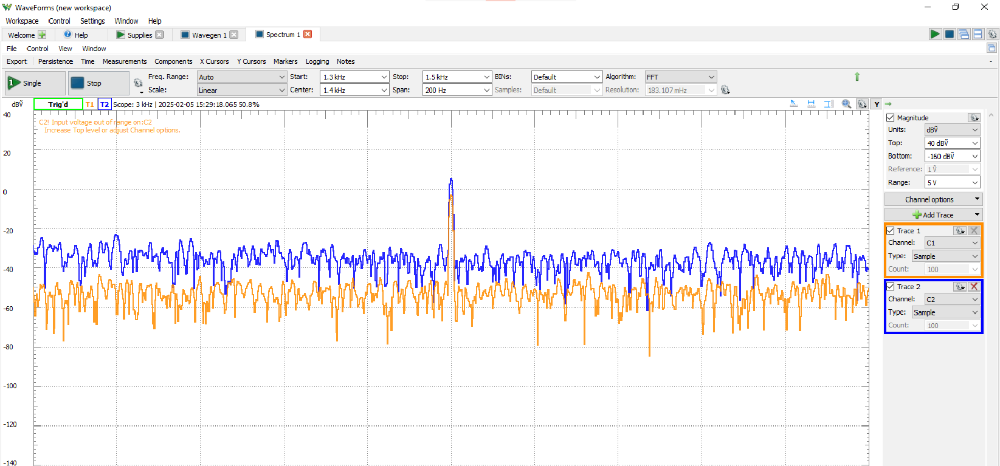 WaveForms (new workspace)
Workspace Control Settings Window Help
Welcome Help Supplies Wavegen 1 Spectrum 1
File Control View Window
Export Persistence Time Measurements Components X Cursors Y Cursors Markers Logging Notes
Single Stop Freq. Range: Auto Start: 1.3 kHz Stop: 1.5 kHz BINs: Default Algorithm: FFT
Scale: Linear Center: 1.4 kHz Span: 200 Hz Samples: Default Resolution: 183.107 mHz
dBṼ Trig'd T1 T2 Scope: 3 kHz | 2025-02-05 15:29:18.065 50.8% Y
C2! Input voltage out of range on:C2
Increase Top level or adjust Channel options.
40
20
0
-20
-40
-60
-80
-100
-120
-140
Magnitude
Units: dBṼ
Top: 40 dBṼ
Bottom: -160 dBṼ
Reference: 1 Ṽ
Range: 5 V
Channel options
Add Trace
Trace 1
Channel: C1
Type: Sample
Count: 100
Trace 2
Channel: C2
Type: Sample
Count: 100